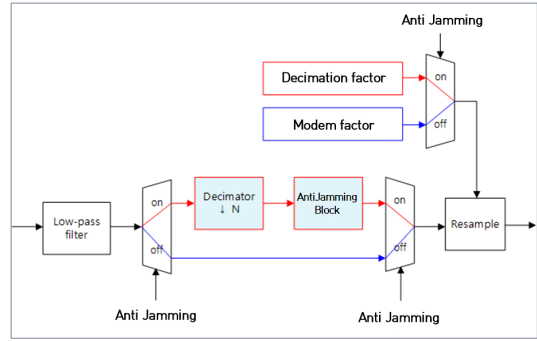 Anti Jamming
Decimation factor
on
Modem factor
off
on
Decimator
↓ N
AntiJamming
Block
on
Low-pass
filter
Resample
off
off
Anti Jamming
Anti Jamming